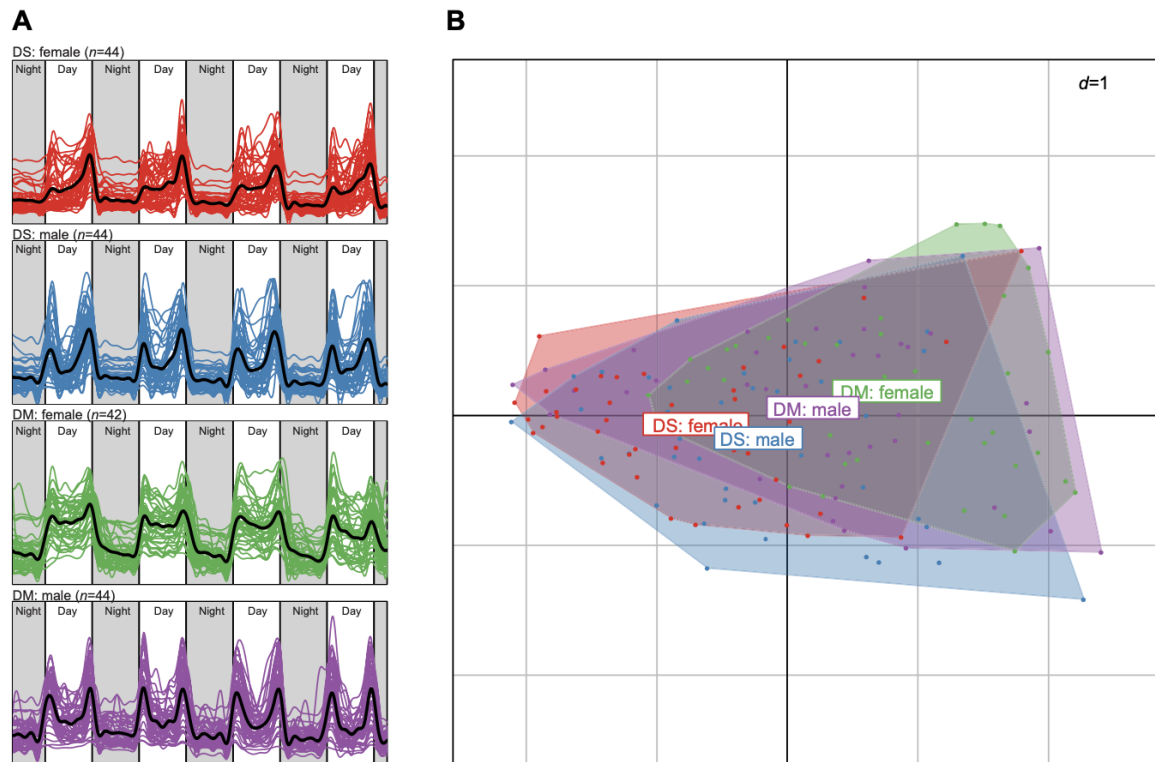 A
DS: female (n=44)
Night Day Night Day Night Day Night Day
DS: male (n=44)
Night Day Night Day Night Day Night Day
DM: female (n=42)
Night Day Night Day Night Day Night Day
DM: male (n=44)
Night Day Night Day Night Day Night Day
B
d=1
DM: female
DM: male
DS: female
DS: male